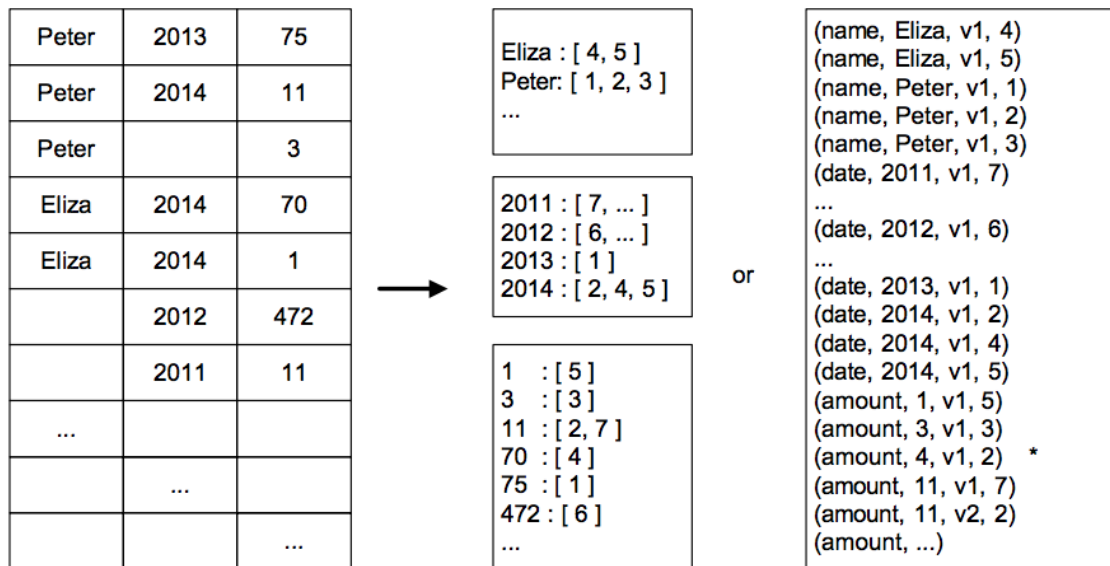 Peter 2013 75
Peter 2014 11
Peter 3
Eliza 2014 70
Eliza 2014 1
2012 472
2011 11
...
...
...
Eliza : [ 4, 5 ]
Peter: [ 1, 2, 3 ]
...
2011 : [ 7, ... ]
2012 : [ 6, ... ]
2013 : [ 1 ]
2014 : [ 2, 4, 5 ]
1 : [ 5 ]
3 : [ 3 ]
11 : [ 2, 7 ]
70 : [ 4 ]
75 : [ 1 ]
472 : [ 6 ]
...
or
(name, Eliza, v1, 4)
(name, Eliza, v1, 5)
(name, Peter, v1, 1)
(name, Peter, v1, 2)
(name, Peter, v1, 3)
(date, 2011, v1, 7)
...
(date, 2012, v1, 6)
...
(date, 2013, v1, 1)
(date, 2014, v1, 2)
(date, 2014, v1, 4)
(date, 2014, v1, 5)
(amount, 1, v1, 5)
(amount, 3, v1, 3)
(amount, 4, v1, 2) *
(amount, 11, v1, 7)
(amount, 11, v2, 2)
(amount, ...)